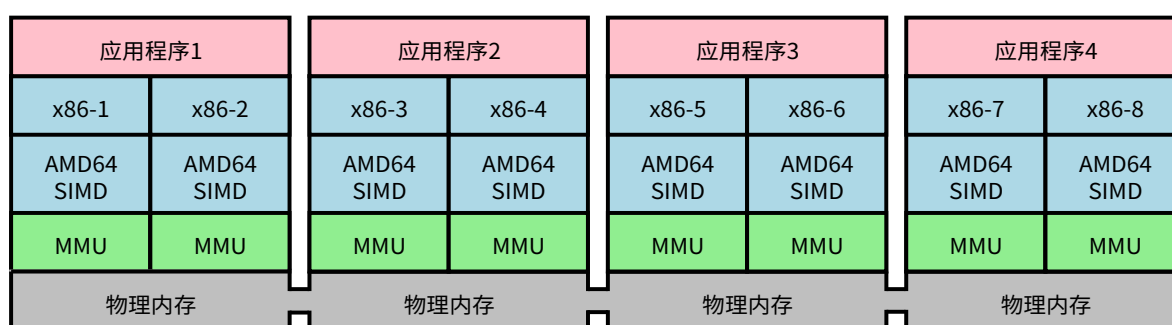 应用程序1 应用程序2 应用程序3 应用程序4
x86-1 x86-2 x86-3 x86-4 x86-5 x86-6 x86-7 x86-8
AMD64 AMD64 AMD64 AMD64 AMD64 AMD64 AMD64 AMD64
SIMD SIMD SIMD SIMD SIMD SIMD SIMD SIMD
MMU MMU MMU MMU MMU MMU MMU MMU
物理内存 物理内存 物理内存 物理内存